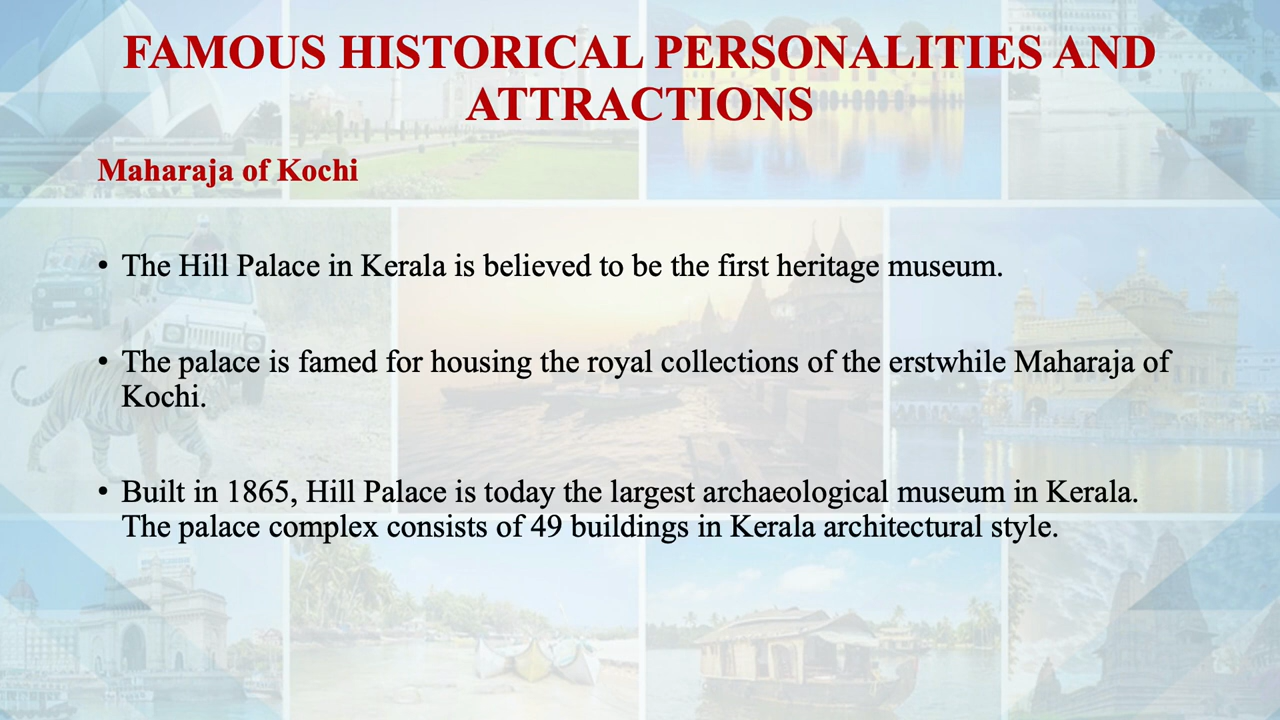 FAMOUS HISTORICAL PERSONALITIES AND
ATTRACTIONS
Maharaja of Kochi
• The Hill Palace in Kerala is believed to be the first heritage museum.
• The palace is famed for housing the royal collections of the erstwhile Maharaja of
Kochi.
• Built in 1865, Hill Palace is today the largest archaeological museum in Kerala.
The palace complex consists of 49 buildings in Kerala architectural style.